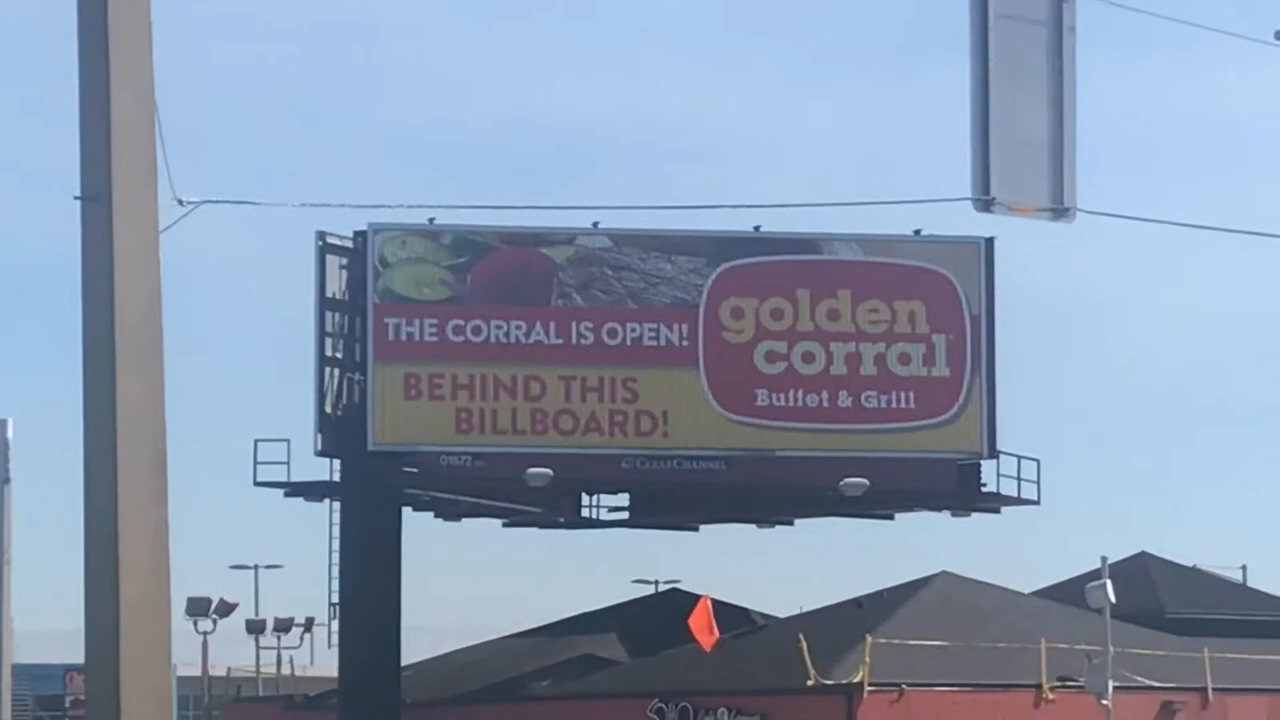 THE CORRAL IS OPEN!
BEHIND THIS
BILLBOARD!
golden
corral
Buffet & Grill
01572
CLEAR CHANNEL